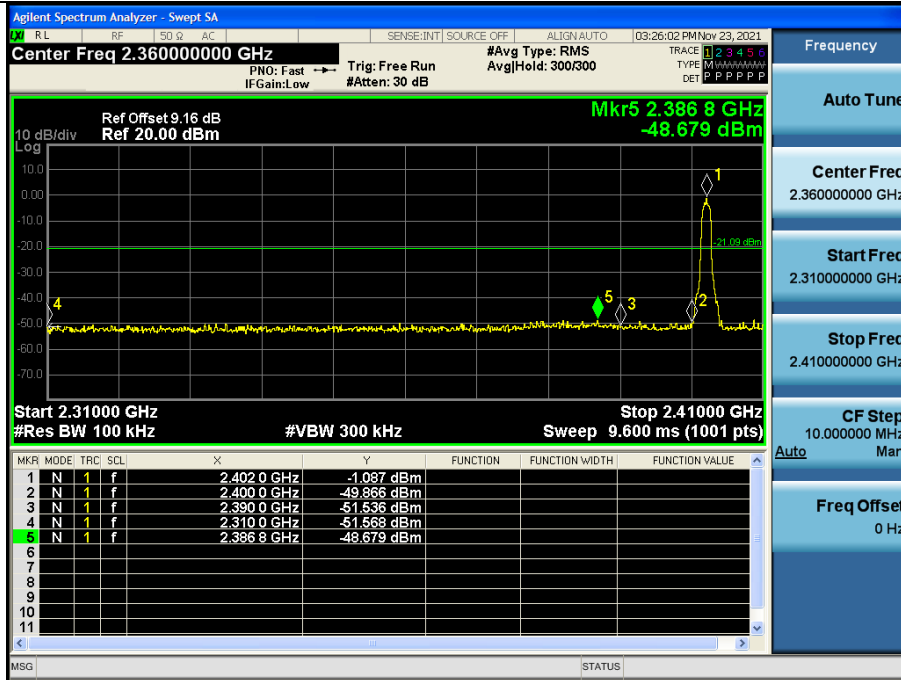 Agilent Spectrum Analyzer - Swept SA
LXI RL RF 50 Ω AC SENSE:INT SOURCE OFF ALIGN AUTO 03:26:02 PM Nov 23, 2021
Center Freq 2.360000000 GHz
PNO: Fast
IFGain:Low
Trig: Free Run
#Atten: 30 dB
#Avg Type: RMS
Avg|Hold: 300/300
TRACE 1 2 3 4 5 6
TYPE MWWWWW
DET P P P P P P
Mkr5 2.386 8 GHz
-48.679 dBm
Ref Offset 9.16 dB
10 dB/div Ref 20.00 dBm
Log
10.0
0.00
-10.0
-20.0
-30.0
-40.0
-50.0
-60.0
-70.0
-21.09 dBm
1
2
3
4
5
Start 2.31000 GHz Stop 2.41000 GHz
#Res BW 100 kHz #VBW 300 kHz Sweep 9.600 ms (1001 pts)
MKR MODE TRC SCL X Y FUNCTION FUNCTION WIDTH FUNCTION VALUE
1 N 1 f 2.402 0 GHz -1.087 dBm
2 N 1 f 2.400 0 GHz -49.866 dBm
3 N 1 f 2.390 0 GHz -51.536 dBm
4 N 1 f 2.310 0 GHz -51.568 dBm
5 N 1 f 2.386 8 GHz -48.679 dBm
6
7
8
9
10
11
MSG STATUS
Frequency
Auto Tune
Center Freq
2.360000000 GHz
Start Freq
2.310000000 GHz
Stop Freq
2.410000000 GHz
CF Step
10.000000 MHz
Auto Man
Freq Offset
0 Hz